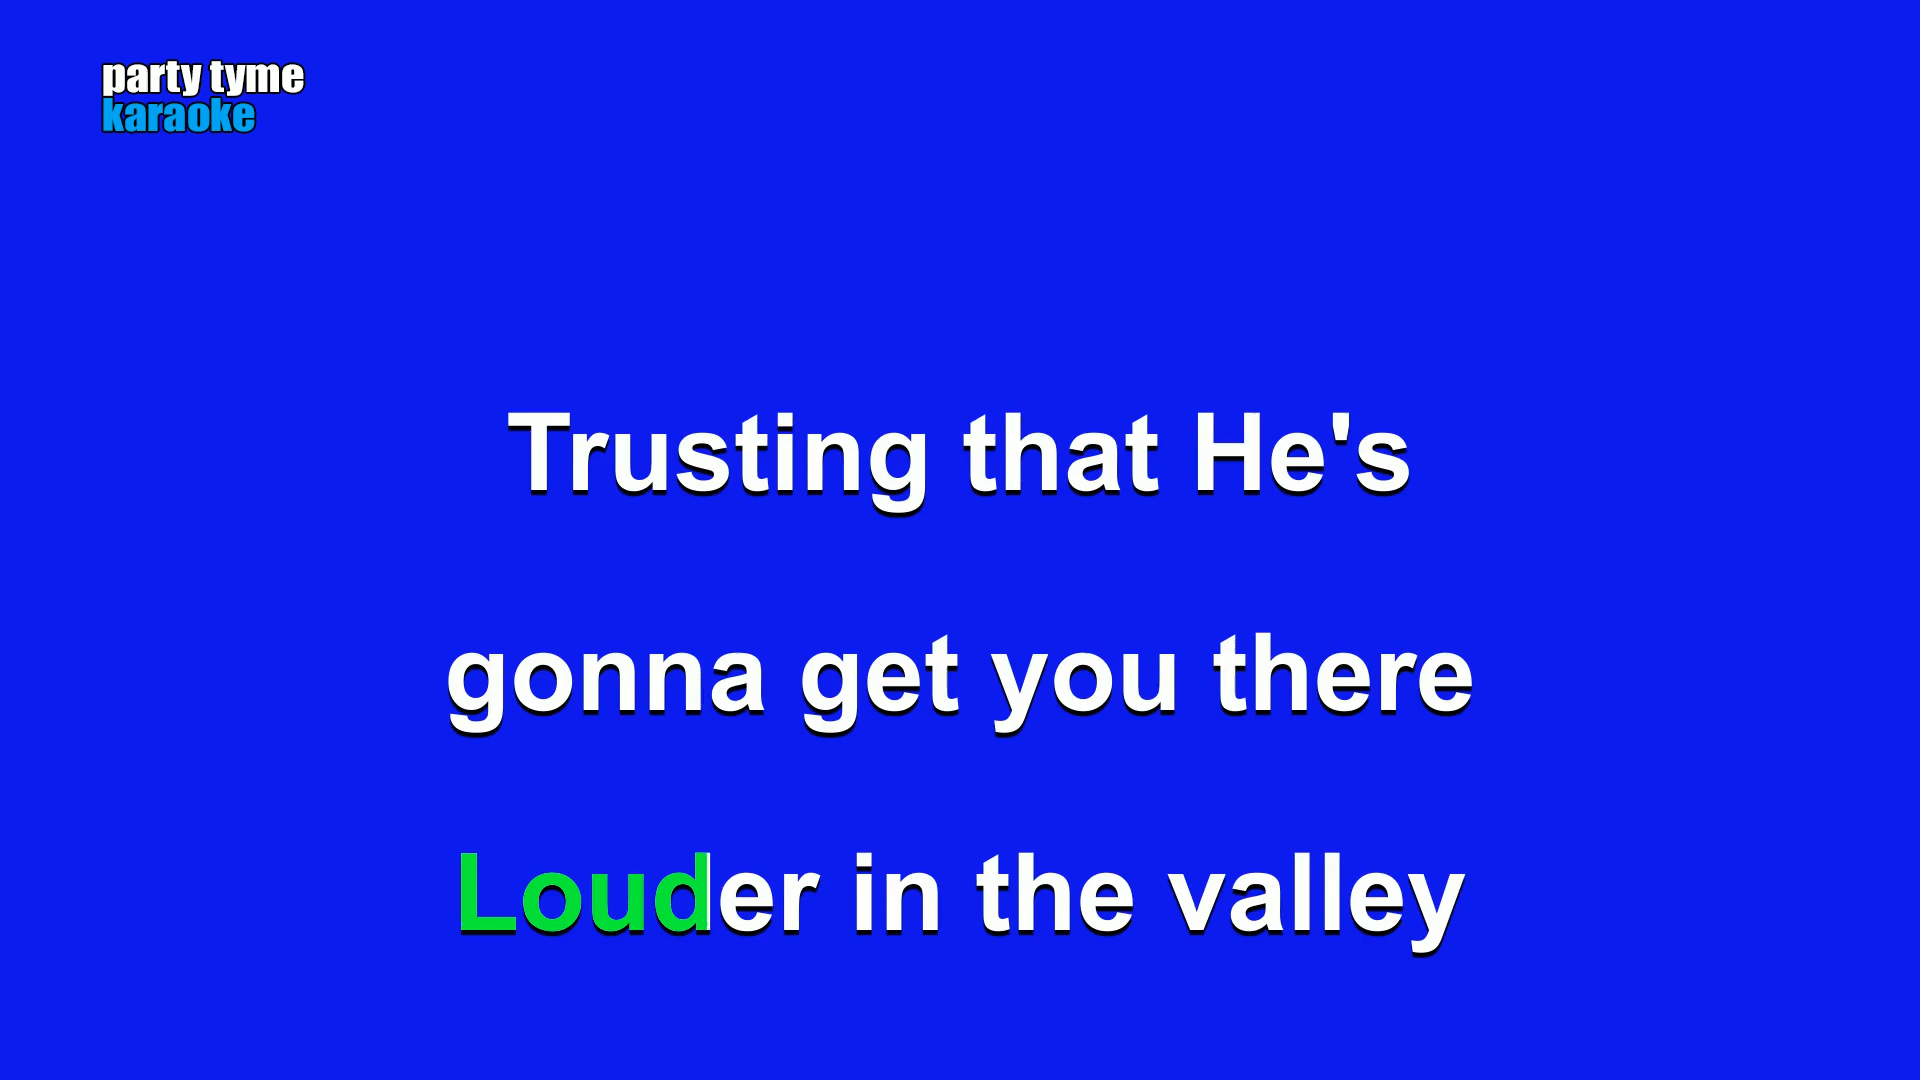 party tyme
karaoke
Trusting that He's
gonna get you there
Louder in the valley